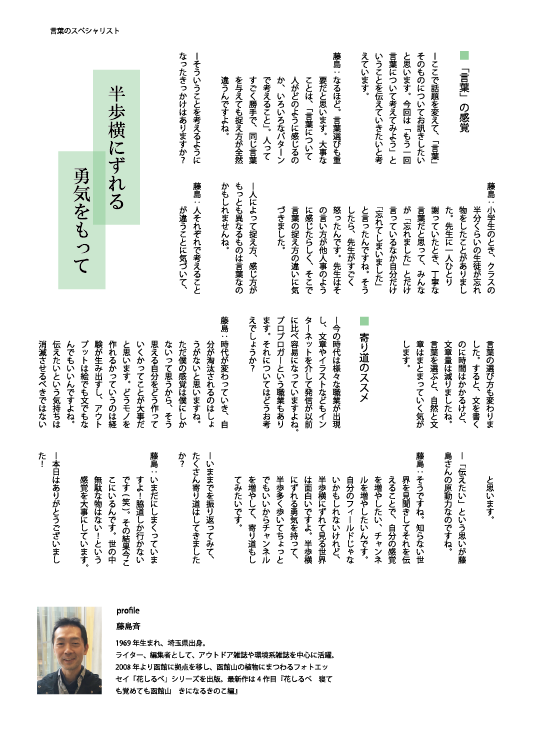 言葉のスペシャリスト
半歩横にずれる
勇気をもって
■ 「言葉」の感覚
―ここで話題を変えて、「言葉」
そのものについてお訊きしたい
と思います。今回は「もう一回
言葉について考えてみよう」と
いうことを伝えていきたいと考
えています。
藤島：なるほど。言葉選びも重
要だと思います。大事な
ことは、「言葉について
人がどのように感じるの
か、いろいろなパターン
で考えること」。人って
すごく勝手で、同じ言葉
を与えても捉え方が全然
違うんですよね。
―そういうことを考えるように
なったきっかけはありますか？
藤島：小学生のとき、クラスの
半分くらいの生徒が忘れ
物をしたことがありまし
た。先生に一人ひとり
謝っていたとき、丁寧な
言葉だと思って、みんな
が「忘れました」とだけ
言っているなか自分だけ
「忘れてしまいました」
と言ったんですね。そう
したら、先生がすごく
怒ったんです。先生はそ
の言い方が他人事のよう
に感じたらしく、そこで
言葉の捉え方の違いに気
づきました。
―人によって捉え方、感じ方が
もっとも異なるものは言葉なの
かもしれませんね。
藤島：人それぞれで考えること
が違うことに気づいて、
言葉の選び方も変わりま
した。すると、文を書く
のに時間はかかるけど、
文章量は減りましたね。
言葉を選ぶと、自然と文
章はまとまっていく気が
します。
■ 寄り道のススメ
―今の時代は様々な職業が出現
し、文章やイラストなどもイン
ターネットを介して発信が以前
に比べ容易になっていますよね。
プロブロガーという職業もあり
ます。それについてはどうお考
えでしょうか？
藤島：時代が変わっていき、自
分が淘汰されるのはしょ
うがないと思いますね。
ただ僕の感覚は僕にしか
ないって思うから、そう
思える自分をどう作って
いくかってことが大事だ
と思います。どうモノを
作れるかっていうのは経
験が生み出すし、アウト
プットは絵でも文でもな
んでもいいんですよね。
伝えたいという気持ちは
消滅させるべきではない
と思います。
―「伝えたい」という思いが藤
島さんの原動力なのですね。
藤島：そうですね。知らない世
界を見聞きしてそれを伝
えることで、自分の感覚
を増やしたい、チャンネ
ルを増やしたいんです。
自分のフィールドじゃな
いかもしれないけれど、
半歩横にずれて見る世界
は面白いですよ。半歩横
にずれる勇気を持って、
半歩多く歩いてちょっと
でもいいからチャンネル
を増やして、寄り道もし
てみたいです。
―いままでを振り返ってみて、
たくさん寄り道はしてきました
か？
藤島：いまだにしまくっていま
すよ！脇道しか行かない
です（笑）。その結果今こ
こにいるんです。世の中
無駄な物はない！という
感覚を大事にしています。
―本日はありがとうございまし
た！
profile
藤島斉
1969 年生まれ、埼玉県出身。
ライター、編集者として、アウトドア雑誌や環境系雑誌を中心に活躍。
2008 年より函館に拠点を移し、函館山の植物にまつわるフォトエッ
セイ「花しるべ」シリーズを出版。最新作は 4 作目『花しるべ　寝て
も覚めても函館山　きになるきのこ編』